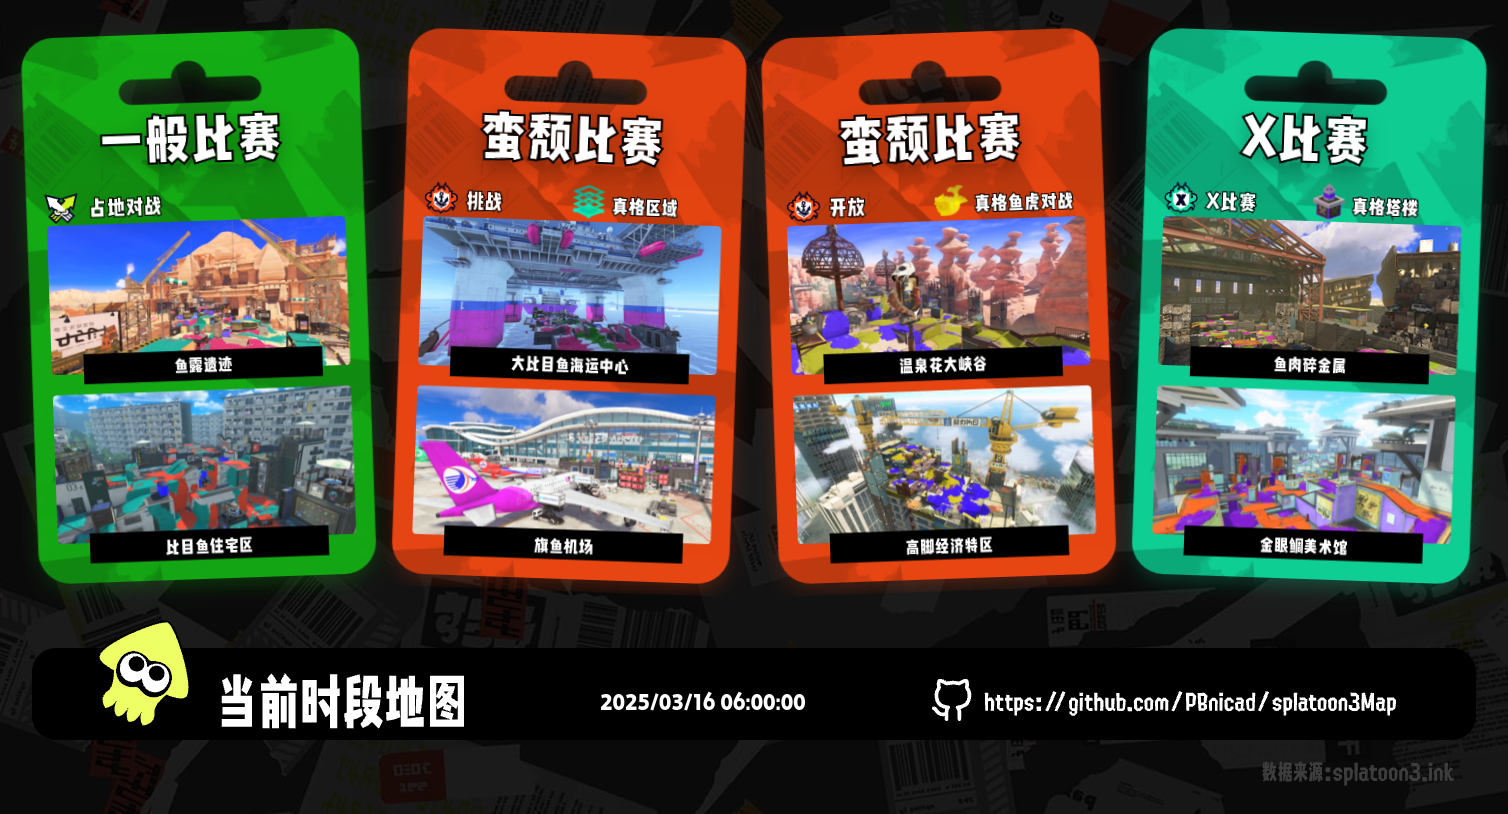 一般比赛
占地对战
鱼露遗迹
比目鱼住宅区
蛮颓比赛
挑战
真格区域
大比目鱼海运中心
旗鱼机场
蛮颓比赛
开放
真格鱼虎对战
温泉花大峡谷
高脚经济特区
X比赛
X比赛
真格塔楼
鱼肉碎金属
金眼鲷美术馆
当前时段地图
2025/03/16 06:00:00
https://github.com/PBnicad/splatoon3Map
数据来源:splatoon3.ink